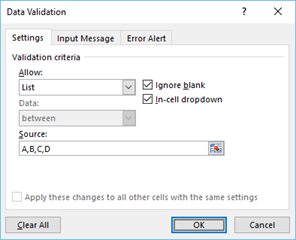 Data Validation
Settings Input Message Error Alert
Validation criteria
Allow:
List
Ignore blank
In-cell dropdown
Data:
between
Source:
A,B,C,D
Apply these changes to all other cells with the same settings
Clear All OK Cancel